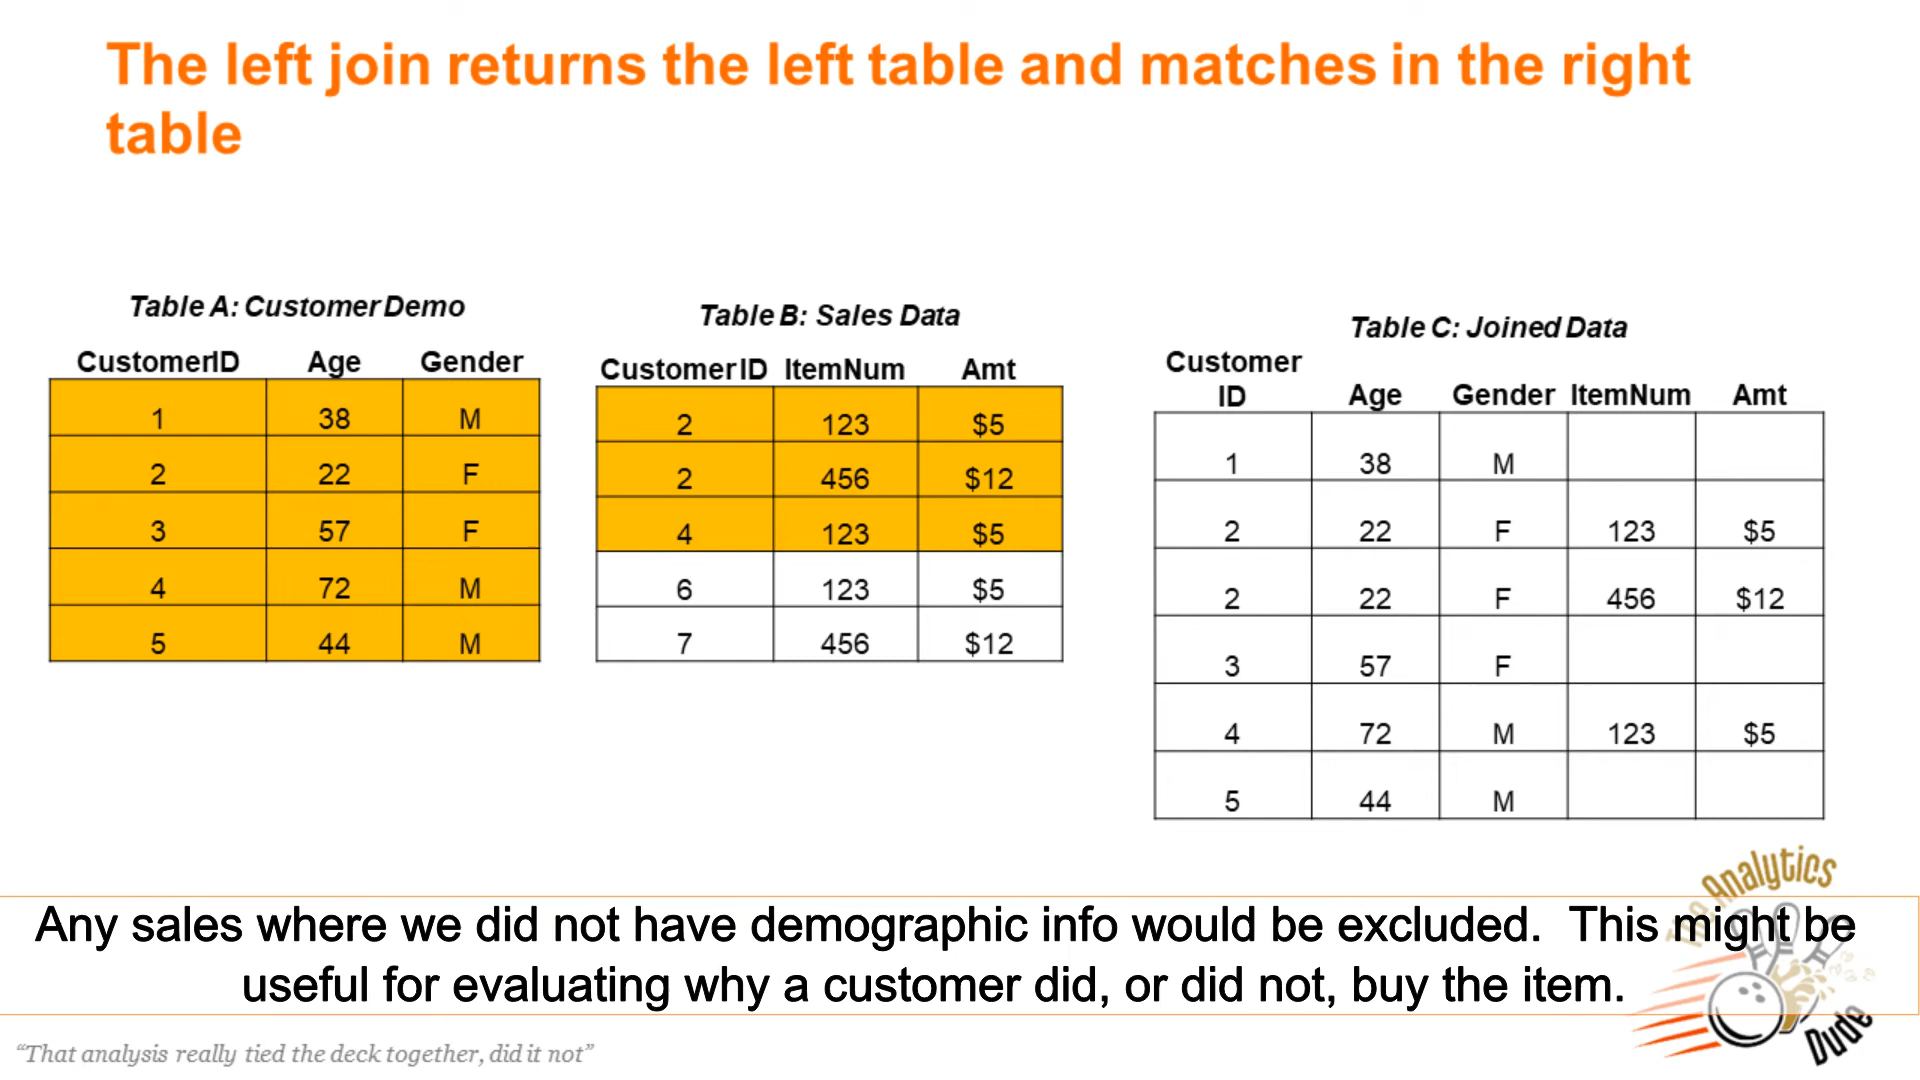 The left join returns the left table and matches in the right
table
Table A: Customer Demo
CustomerID Age Gender
1 38 M
2 22 F
3 57 F
4 72 M
5 44 M
Table B: Sales Data
CustomerID ItemNum Amt
2 123 $5
2 456 $12
4 123 $5
6 123 $5
7 456 $12
Table C: Joined Data
Customer
ID Age Gender ItemNum Amt
1 38 M
2 22 F 123 $5
2 22 F 456 $12
3 57 F
4 72 M 123 $5
5 44 M
Any sales where we did not have demographic info would be excluded.  This might be
useful for evaluating why a customer did, or did not, buy the item.
The Analytics
Dude
“That analysis really tied the deck together, did it not”